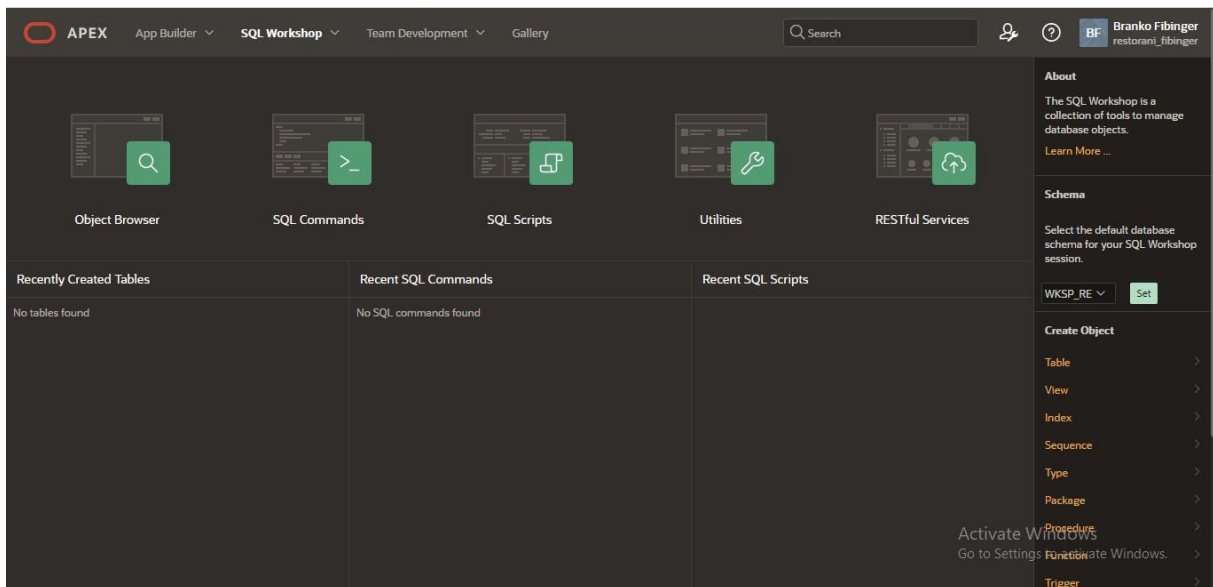 APEX App Builder SQL Workshop Team Development Gallery Search Branko Fibinger
BF restorani_fibinger
Object Browser SQL Commands SQL Scripts Utilities RESTful Services
Recently Created Tables Recent SQL Commands Recent SQL Scripts
No tables found No SQL commands found
About
The SQL Workshop is a
collection of tools to manage
database objects.
Learn More ...
Schema
Select the default database
schema for your SQL Workshop
session.
WKSP_RE Set
Create Object
Table
View
Index
Sequence
Type
Package
Procedure
Function
Trigger
Activate Windows
Go to Settings to activate Windows.